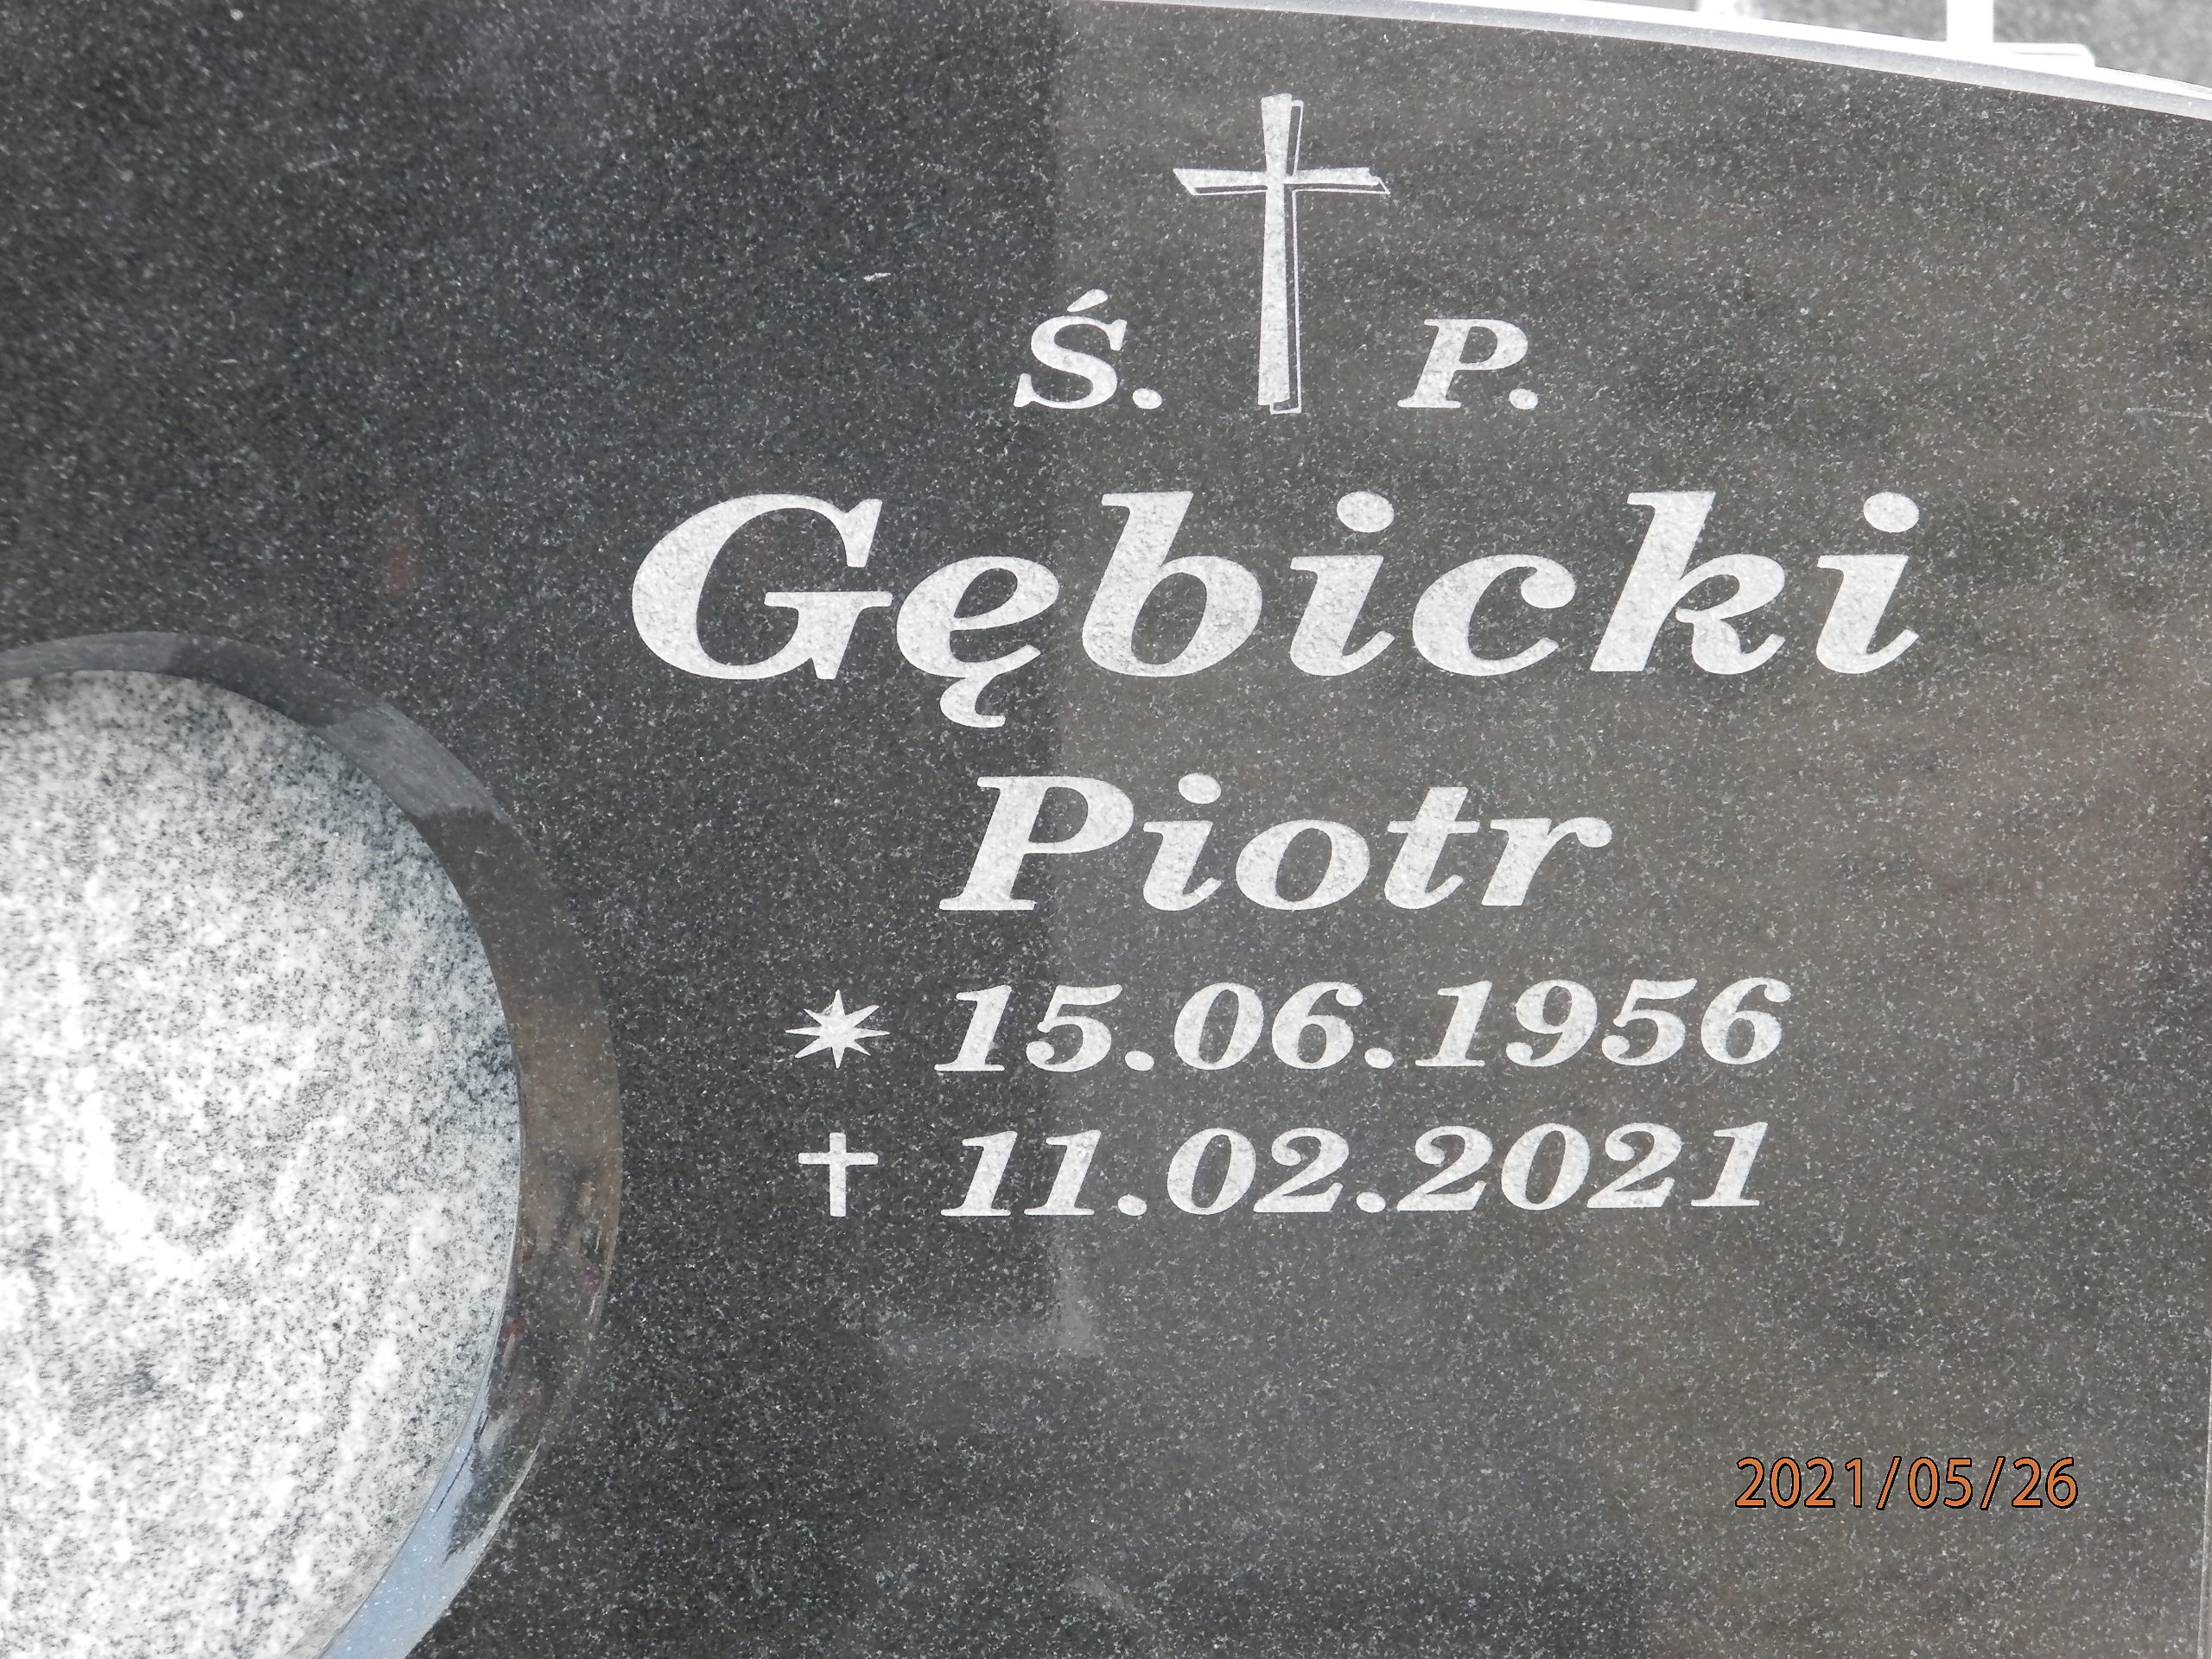 Ś. P.
Gębicki
Piotr
15.06.1956
11.02.2021
2021/05/26